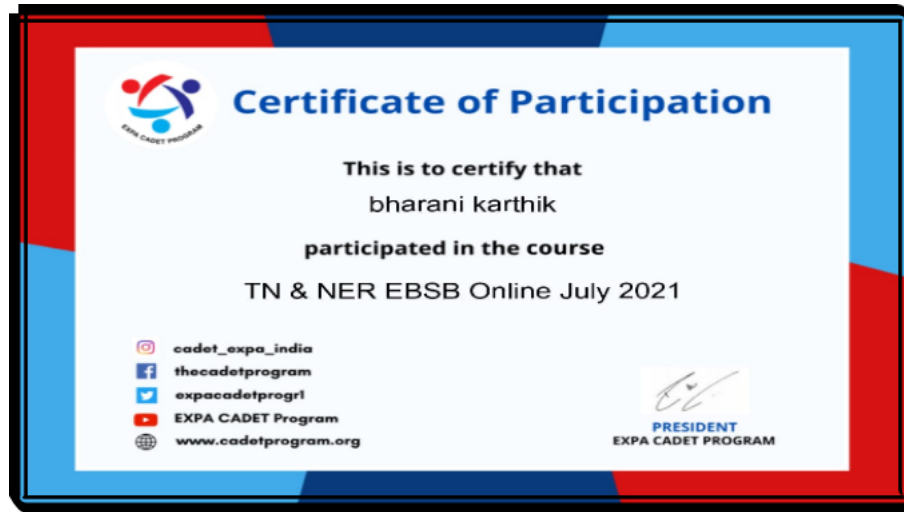 Certificate of Participation
EXPA CADET PROGRAM
This is to certify that
bharani karthik
participated in the course
TN & NER EBSB Online July 2021
cadet_expa_india
thecadetprogram
expacadetprogr1
EXPA CADET Program
www.cadetprogram.org
PRESIDENT
EXPA CADET PROGRAM